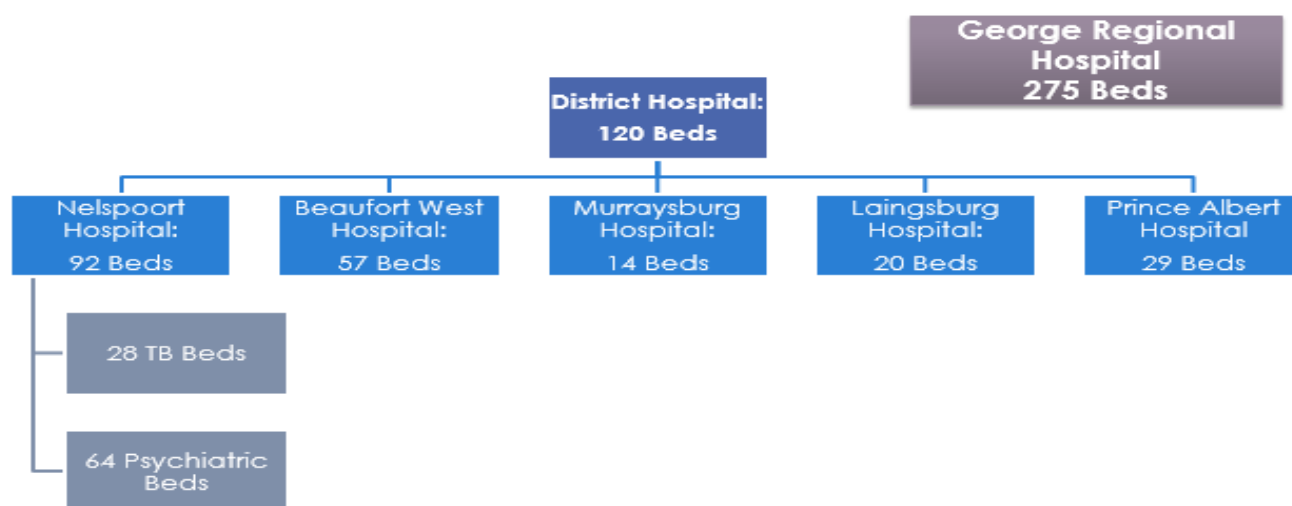 George Regional
Hospital
275 Beds
District Hospital:
120 Beds
Nelspoort
Hospital:
92 Beds
Beaufort West
Hospital:
57 Beds
Murraysburg
Hospital:
14 Beds
Laingsburg
Hospital:
20 Beds
Prince Albert
Hospital
29 Beds
28 TB Beds
64 Psychiatric
Beds